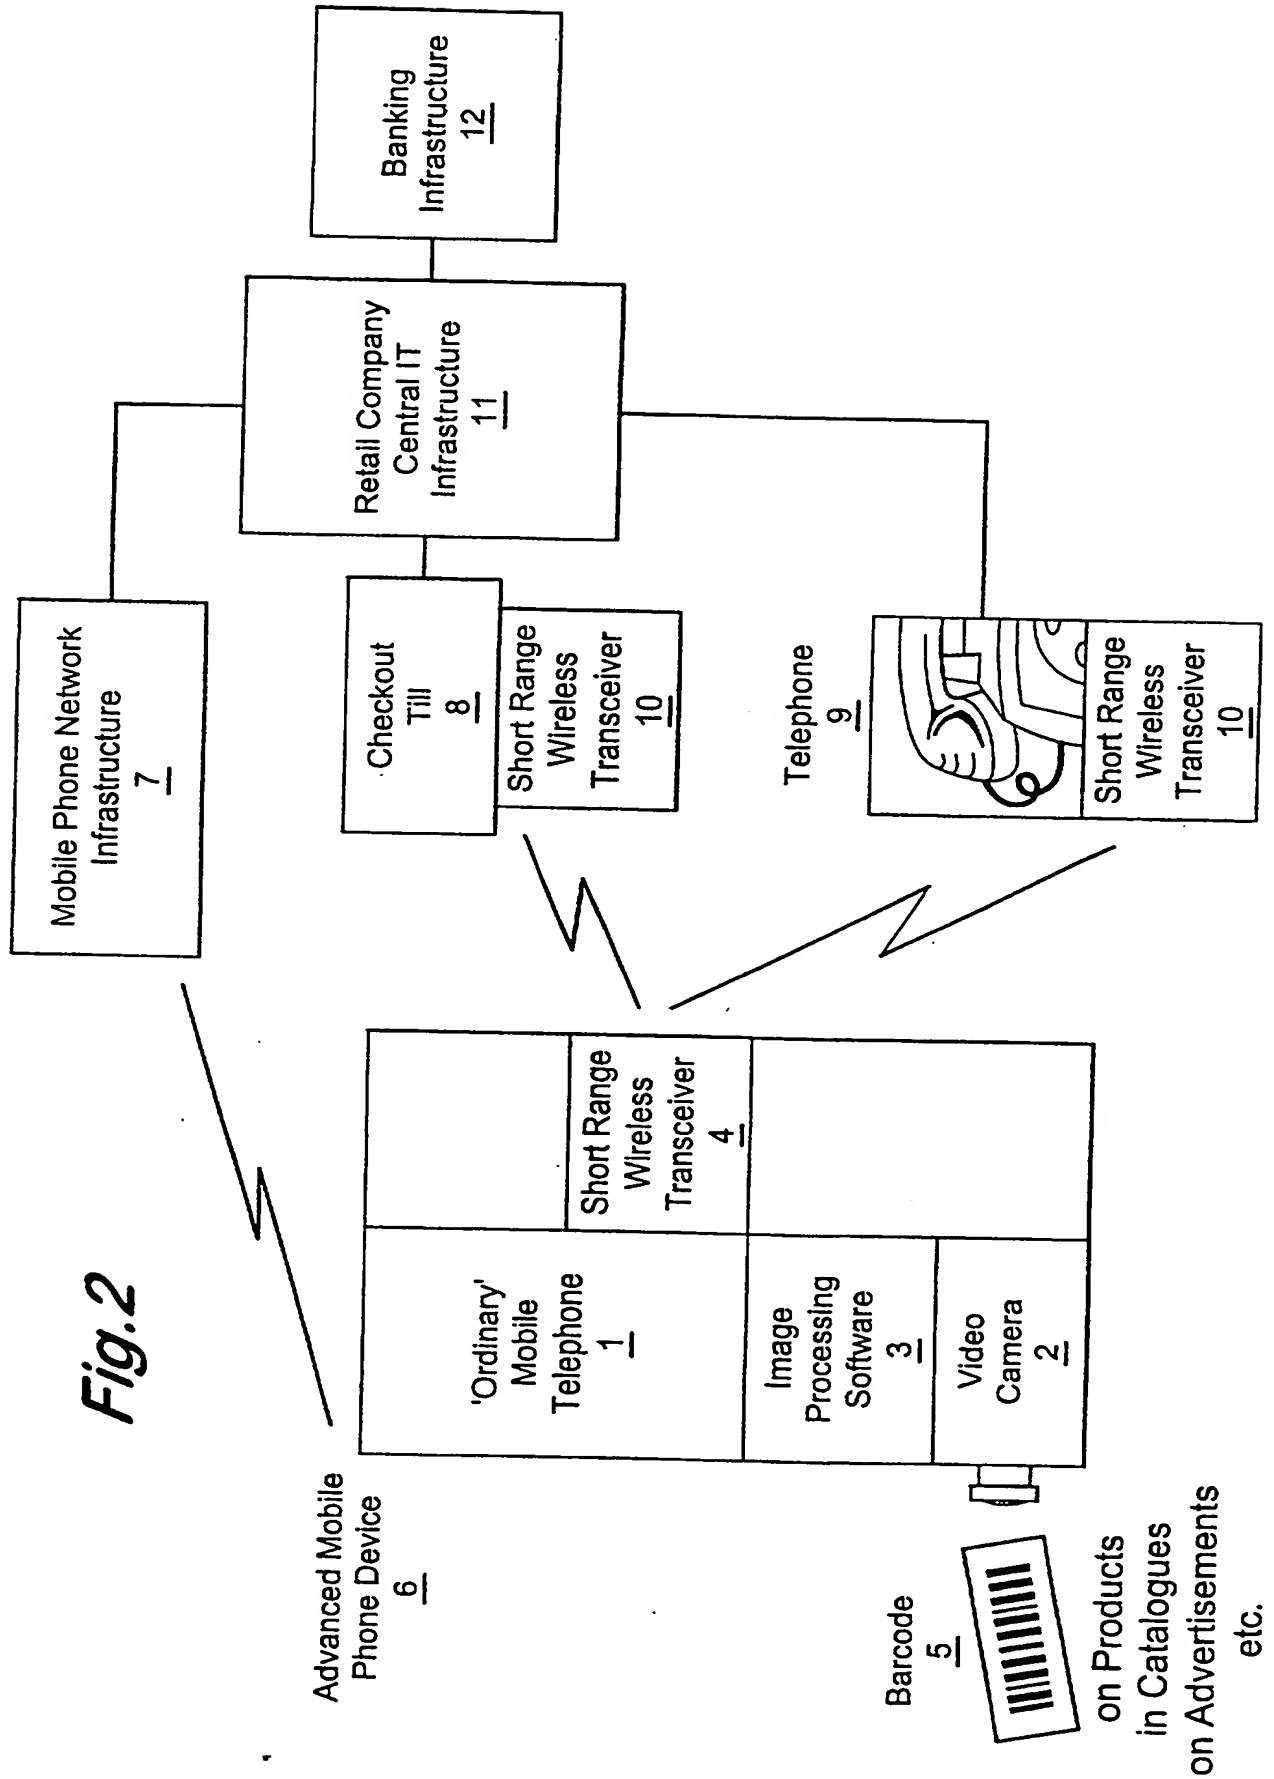 Fig.2
Advanced Mobile
Phone Device
6
Mobile Phone Network
Infrastructure
7
Banking
Infrastructure
12
Retail Company
Central IT
Infrastructure
11
Checkout
Till
8
Short Range
Wireless
Transceiver
10
'Ordinary'
Mobile
Telephone
1
Short Range
Wireless
Transceiver
4
Image
Processing
Software
3
Video
Camera
2
Telephone
9
Short Range
Wireless
Transceiver
10
Barcode
5
on Products
in Catalogues
on Advertisements
etc.